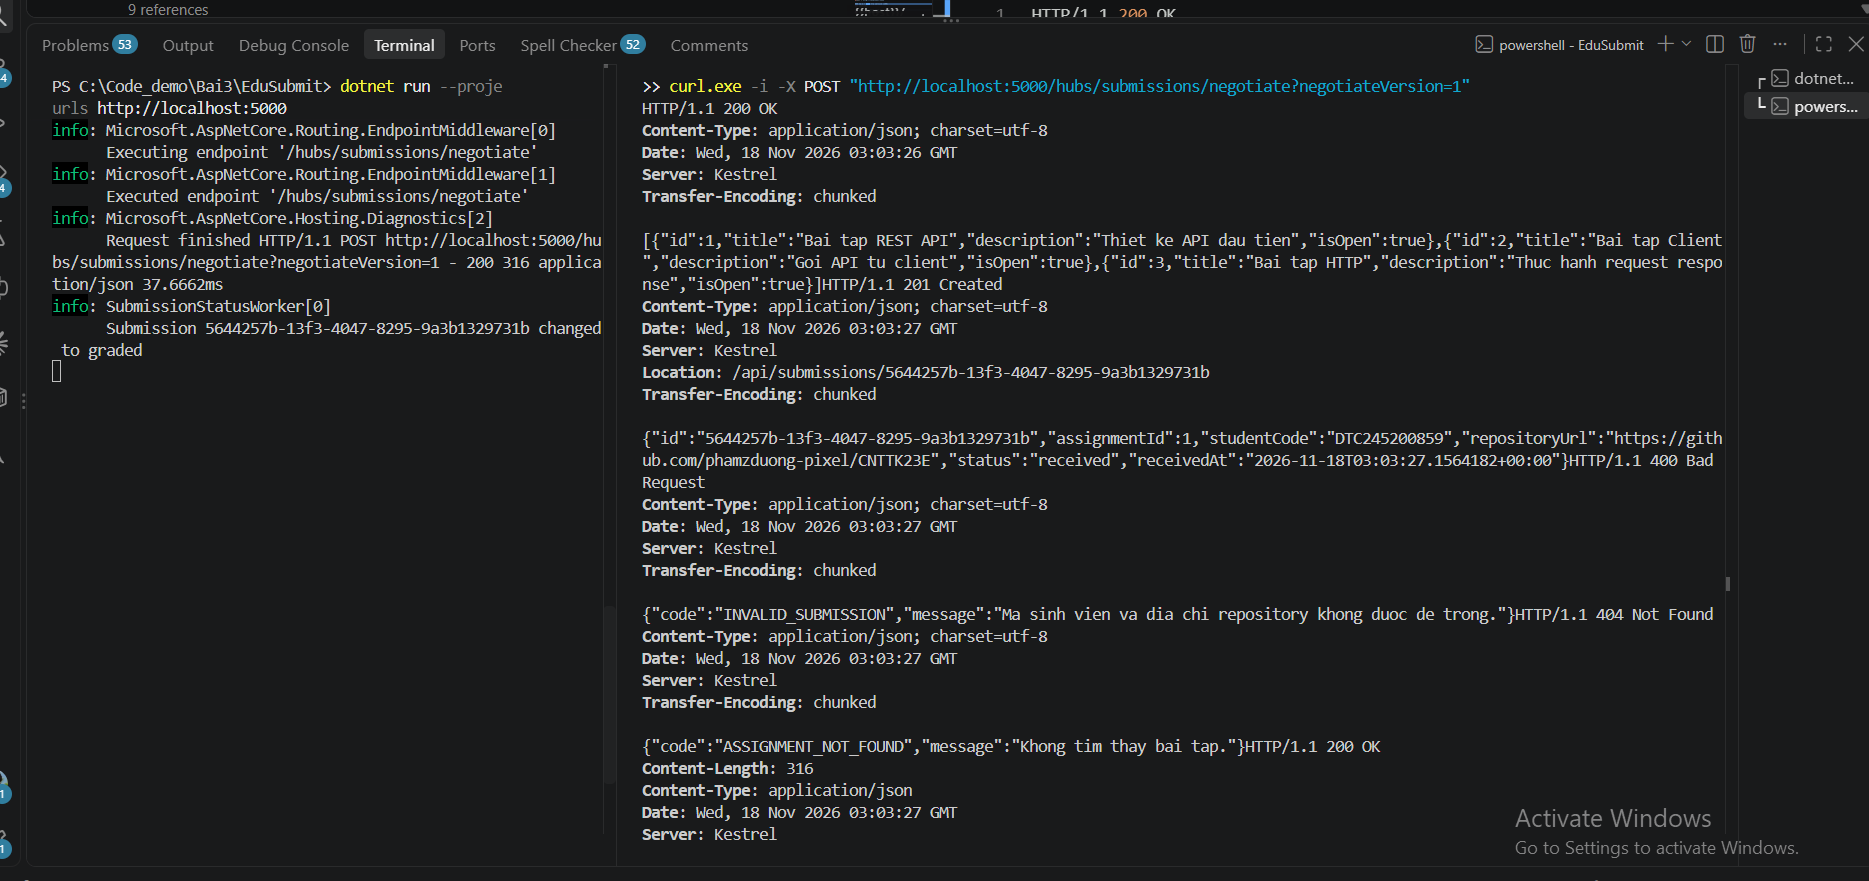 9 references
1 HTTP/1.1 200 OK
Problems 53 Output Debug Console Terminal Ports Spell Checker 52 Comments
powershell - EduSubmit
PS C:\Code_demo\Bai3\EduSubmit> dotnet run --proje
urls http://localhost:5000
info: Microsoft.AspNetCore.Routing.EndpointMiddleware[0]
Executing endpoint '/hubs/submissions/negotiate'
info: Microsoft.AspNetCore.Routing.EndpointMiddleware[1]
Executed endpoint '/hubs/submissions/negotiate'
info: Microsoft.AspNetCore.Hosting.Diagnostics[2]
Request finished HTTP/1.1 POST http://localhost:5000/hu
bs/submissions/negotiate?negotiateVersion=1 - 200 316 applica
tion/json 37.6662ms
info: SubmissionStatusWorker[0]
Submission 5644257b-13f3-4047-8295-9a3b1329731b changed
to graded
>> curl.exe -i -X POST "http://localhost:5000/hubs/submissions/negotiate?negotiateVersion=1"
HTTP/1.1 200 OK
Content-Type: application/json; charset=utf-8
Date: Wed, 18 Nov 2026 03:03:26 GMT
Server: Kestrel
Transfer-Encoding: chunked
[{"id":1,"title":"Bai tap REST API","description":"Thiet ke API dau tien","isOpen":true},{"id":2,"title":"Bai tap Client
","description":"Goi API tu client","isOpen":true},{"id":3,"title":"Bai tap HTTP","description":"Thuc hanh request respo
nse","isOpen":true}]HTTP/1.1 201 Created
Content-Type: application/json; charset=utf-8
Date: Wed, 18 Nov 2026 03:03:27 GMT
Server: Kestrel
Location: /api/submissions/5644257b-13f3-4047-8295-9a3b1329731b
Transfer-Encoding: chunked
{"id":"5644257b-13f3-4047-8295-9a3b1329731b","assignmentId":1,"studentCode":"DTC245200859","repositoryUrl":"https://gith
ub.com/phamzduong-pixel/CNTTK23E","status":"received","receivedAt":"2026-11-18T03:03:27.1564182+00:00"}HTTP/1.1 400 Bad
Request
Content-Type: application/json; charset=utf-8
Date: Wed, 18 Nov 2026 03:03:27 GMT
Server: Kestrel
Transfer-Encoding: chunked
{"code":"INVALID_SUBMISSION","message":"Ma sinh vien va dia chi repository khong duoc de trong."}HTTP/1.1 404 Not Found
Content-Type: application/json; charset=utf-8
Date: Wed, 18 Nov 2026 03:03:27 GMT
Server: Kestrel
Transfer-Encoding: chunked
{"code":"ASSIGNMENT_NOT_FOUND","message":"Khong tim thay bai tap."}HTTP/1.1 200 OK
Content-Length: 316
Content-Type: application/json
Date: Wed, 18 Nov 2026 03:03:27 GMT
Server: Kestrel
dotnet...
powers...
Activate Windows
Go to Settings to activate Windows.